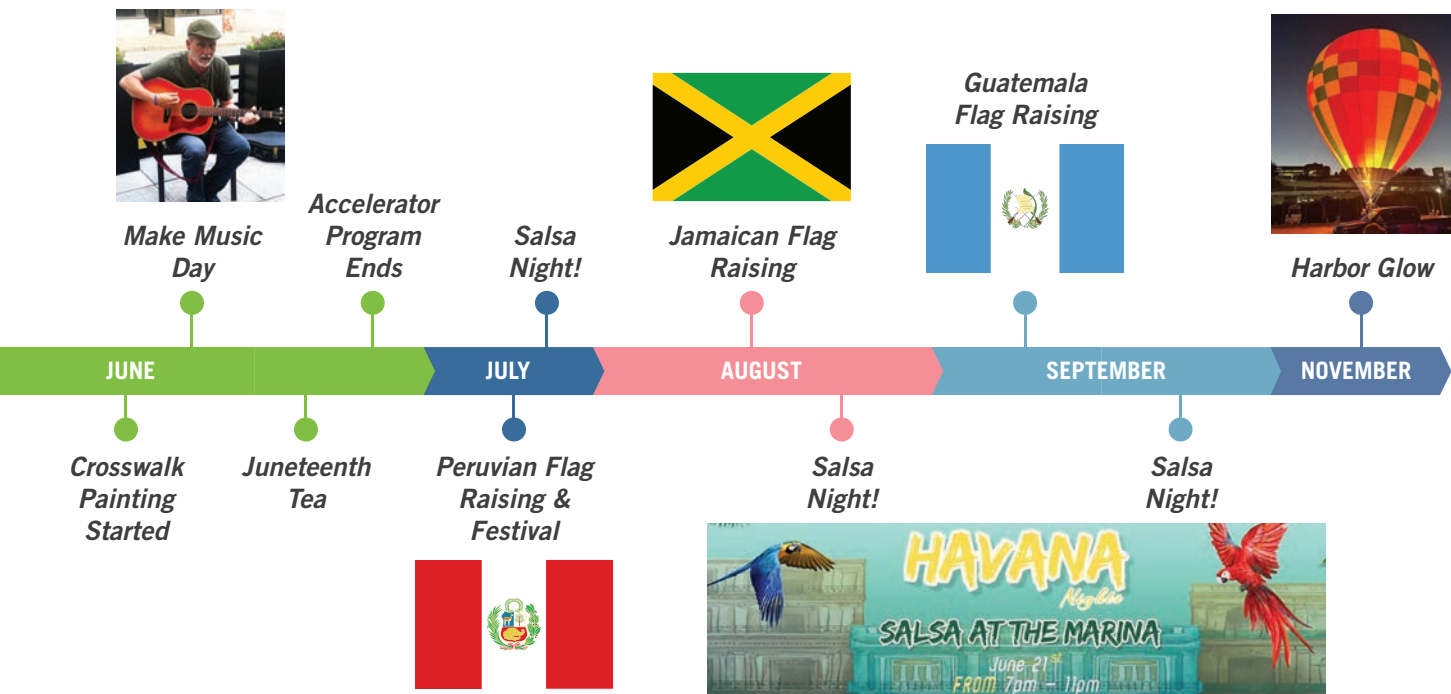 Make Music
Day
Accelerator
Program
Ends
Salsa
Night!
Jamaican Flag
Raising
Guatemala
Flag Raising
Harbor Glow
JUNE
JULY
AUGUST
SEPTEMBER
NOVEMBER
Crosswalk
Painting
Started
Juneteenth
Tea
Peruvian Flag
Raising &
Festival
Salsa
Night!
Salsa
Night!
HAVANA
Nights
SALSA AT THE MARINA
June 21st
FROM 7pm – 11pm